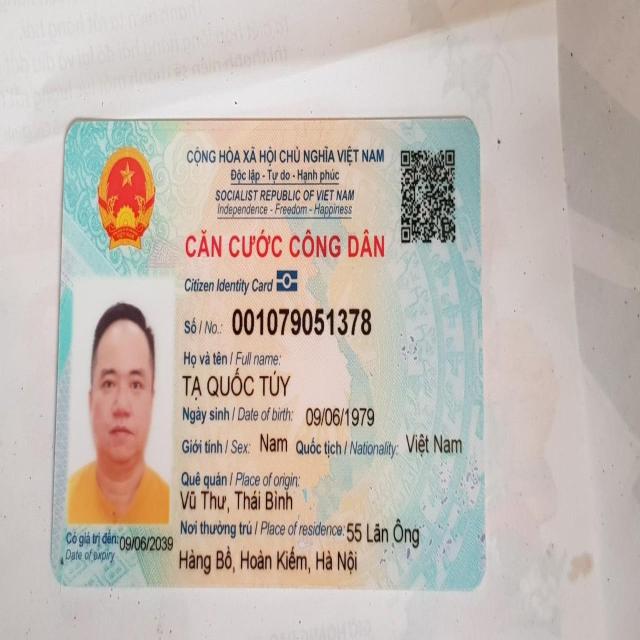 CỘNG HÒA XÃ HỘI CHỦ NGHĨA VIỆT NAM
Độc lập - Tự do - Hạnh phúc
SOCIALIST REPUBLIC OF VIET NAM
Independence - Freedom - Happiness
CĂN CƯỚC CÔNG DÂN
Citizen Identity Card
Số / No.: 001079051378
Họ và tên / Full name:
TẠ QUỐC TÚY
Ngày sinh / Date of birth: 09/06/1979
Giới tính / Sex: Nam Quốc tịch / Nationality: Việt Nam
Quê quán / Place of origin:
Vũ Thư, Thái Bình
Nơi thường trú / Place of residence: 55 Lãn Ông
Hàng Bồ, Hoàn Kiếm, Hà Nội
Có giá trị đến: 09/06/2039
Date of expiry